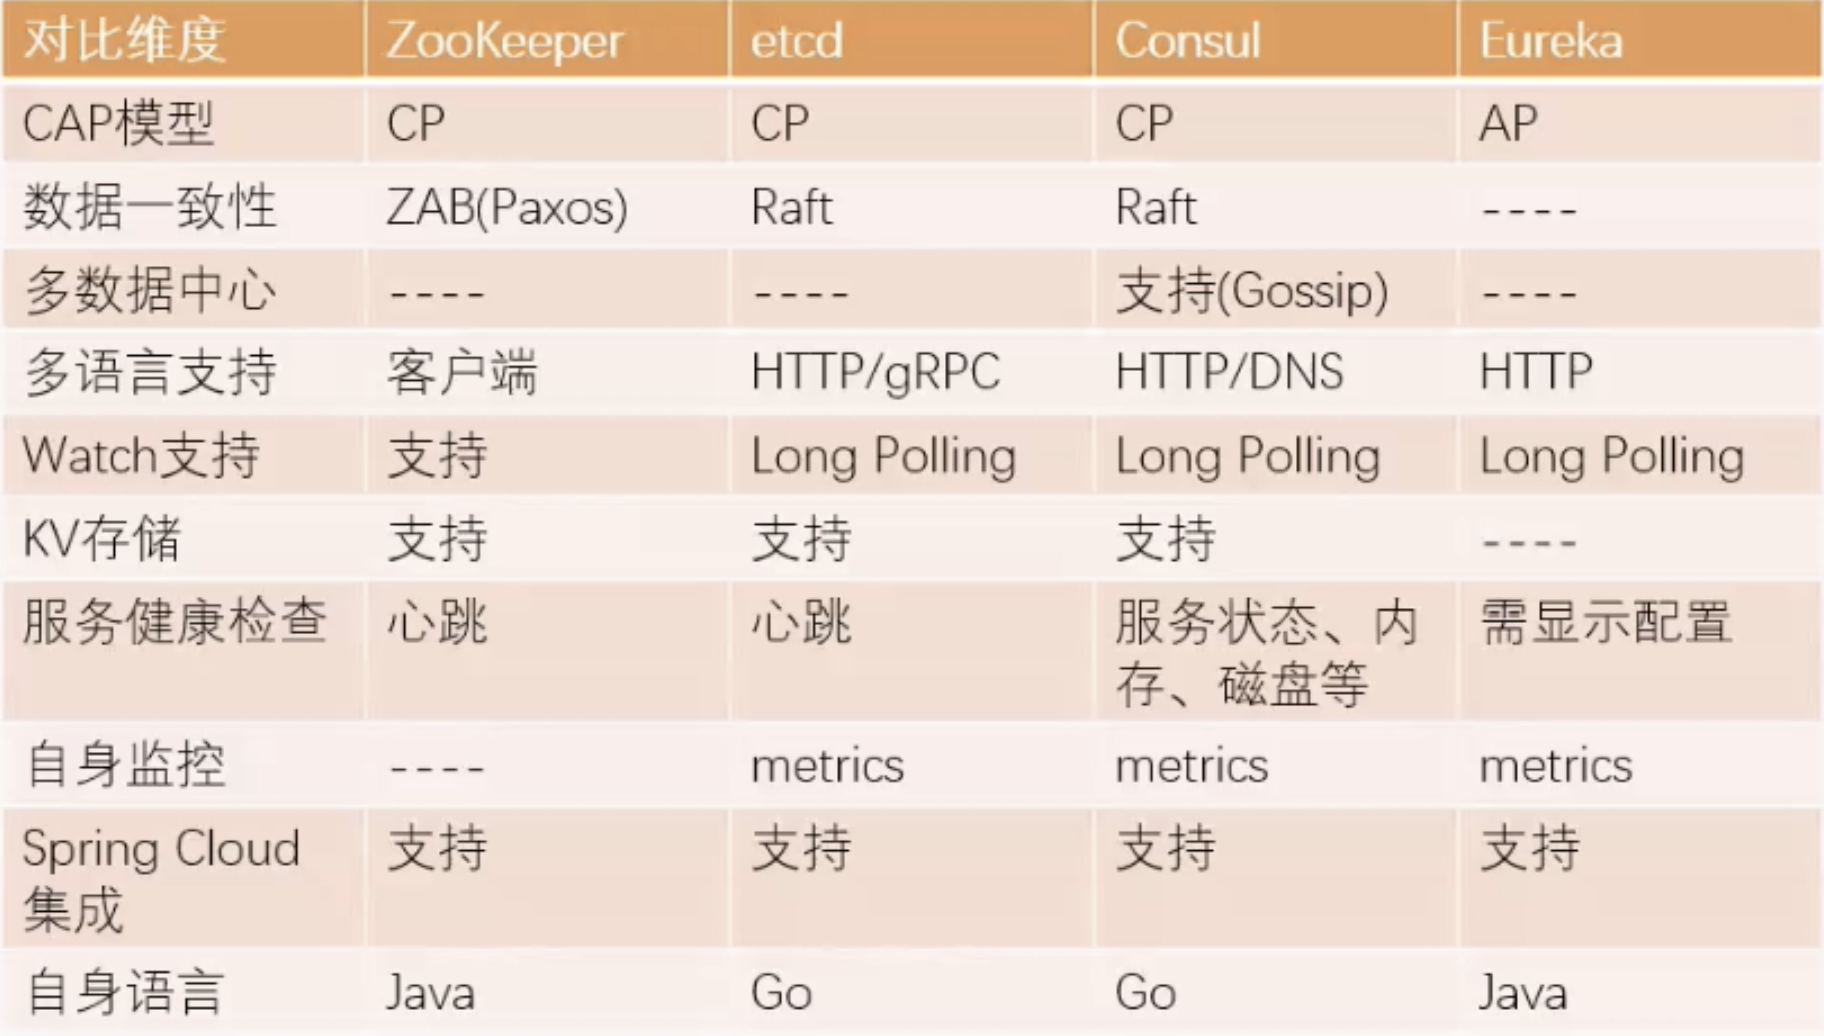 对比维度 ZooKeeper etcd Consul Eureka
CAP模型 CP CP CP AP
数据一致性 ZAB(Paxos) Raft Raft ----
多数据中心 ---- ---- 支持(Gossip) ----
多语言支持 客户端 HTTP/gRPC HTTP/DNS HTTP
Watch支持 支持 Long Polling Long Polling Long Polling
KV存储 支持 支持 支持 ----
服务健康检查 心跳 心跳 服务状态、内 需显示配置
存、磁盘等
自身监控 ---- metrics metrics metrics
Spring Cloud 支持 支持 支持 支持
集成
自身语言 Java Go Go Java